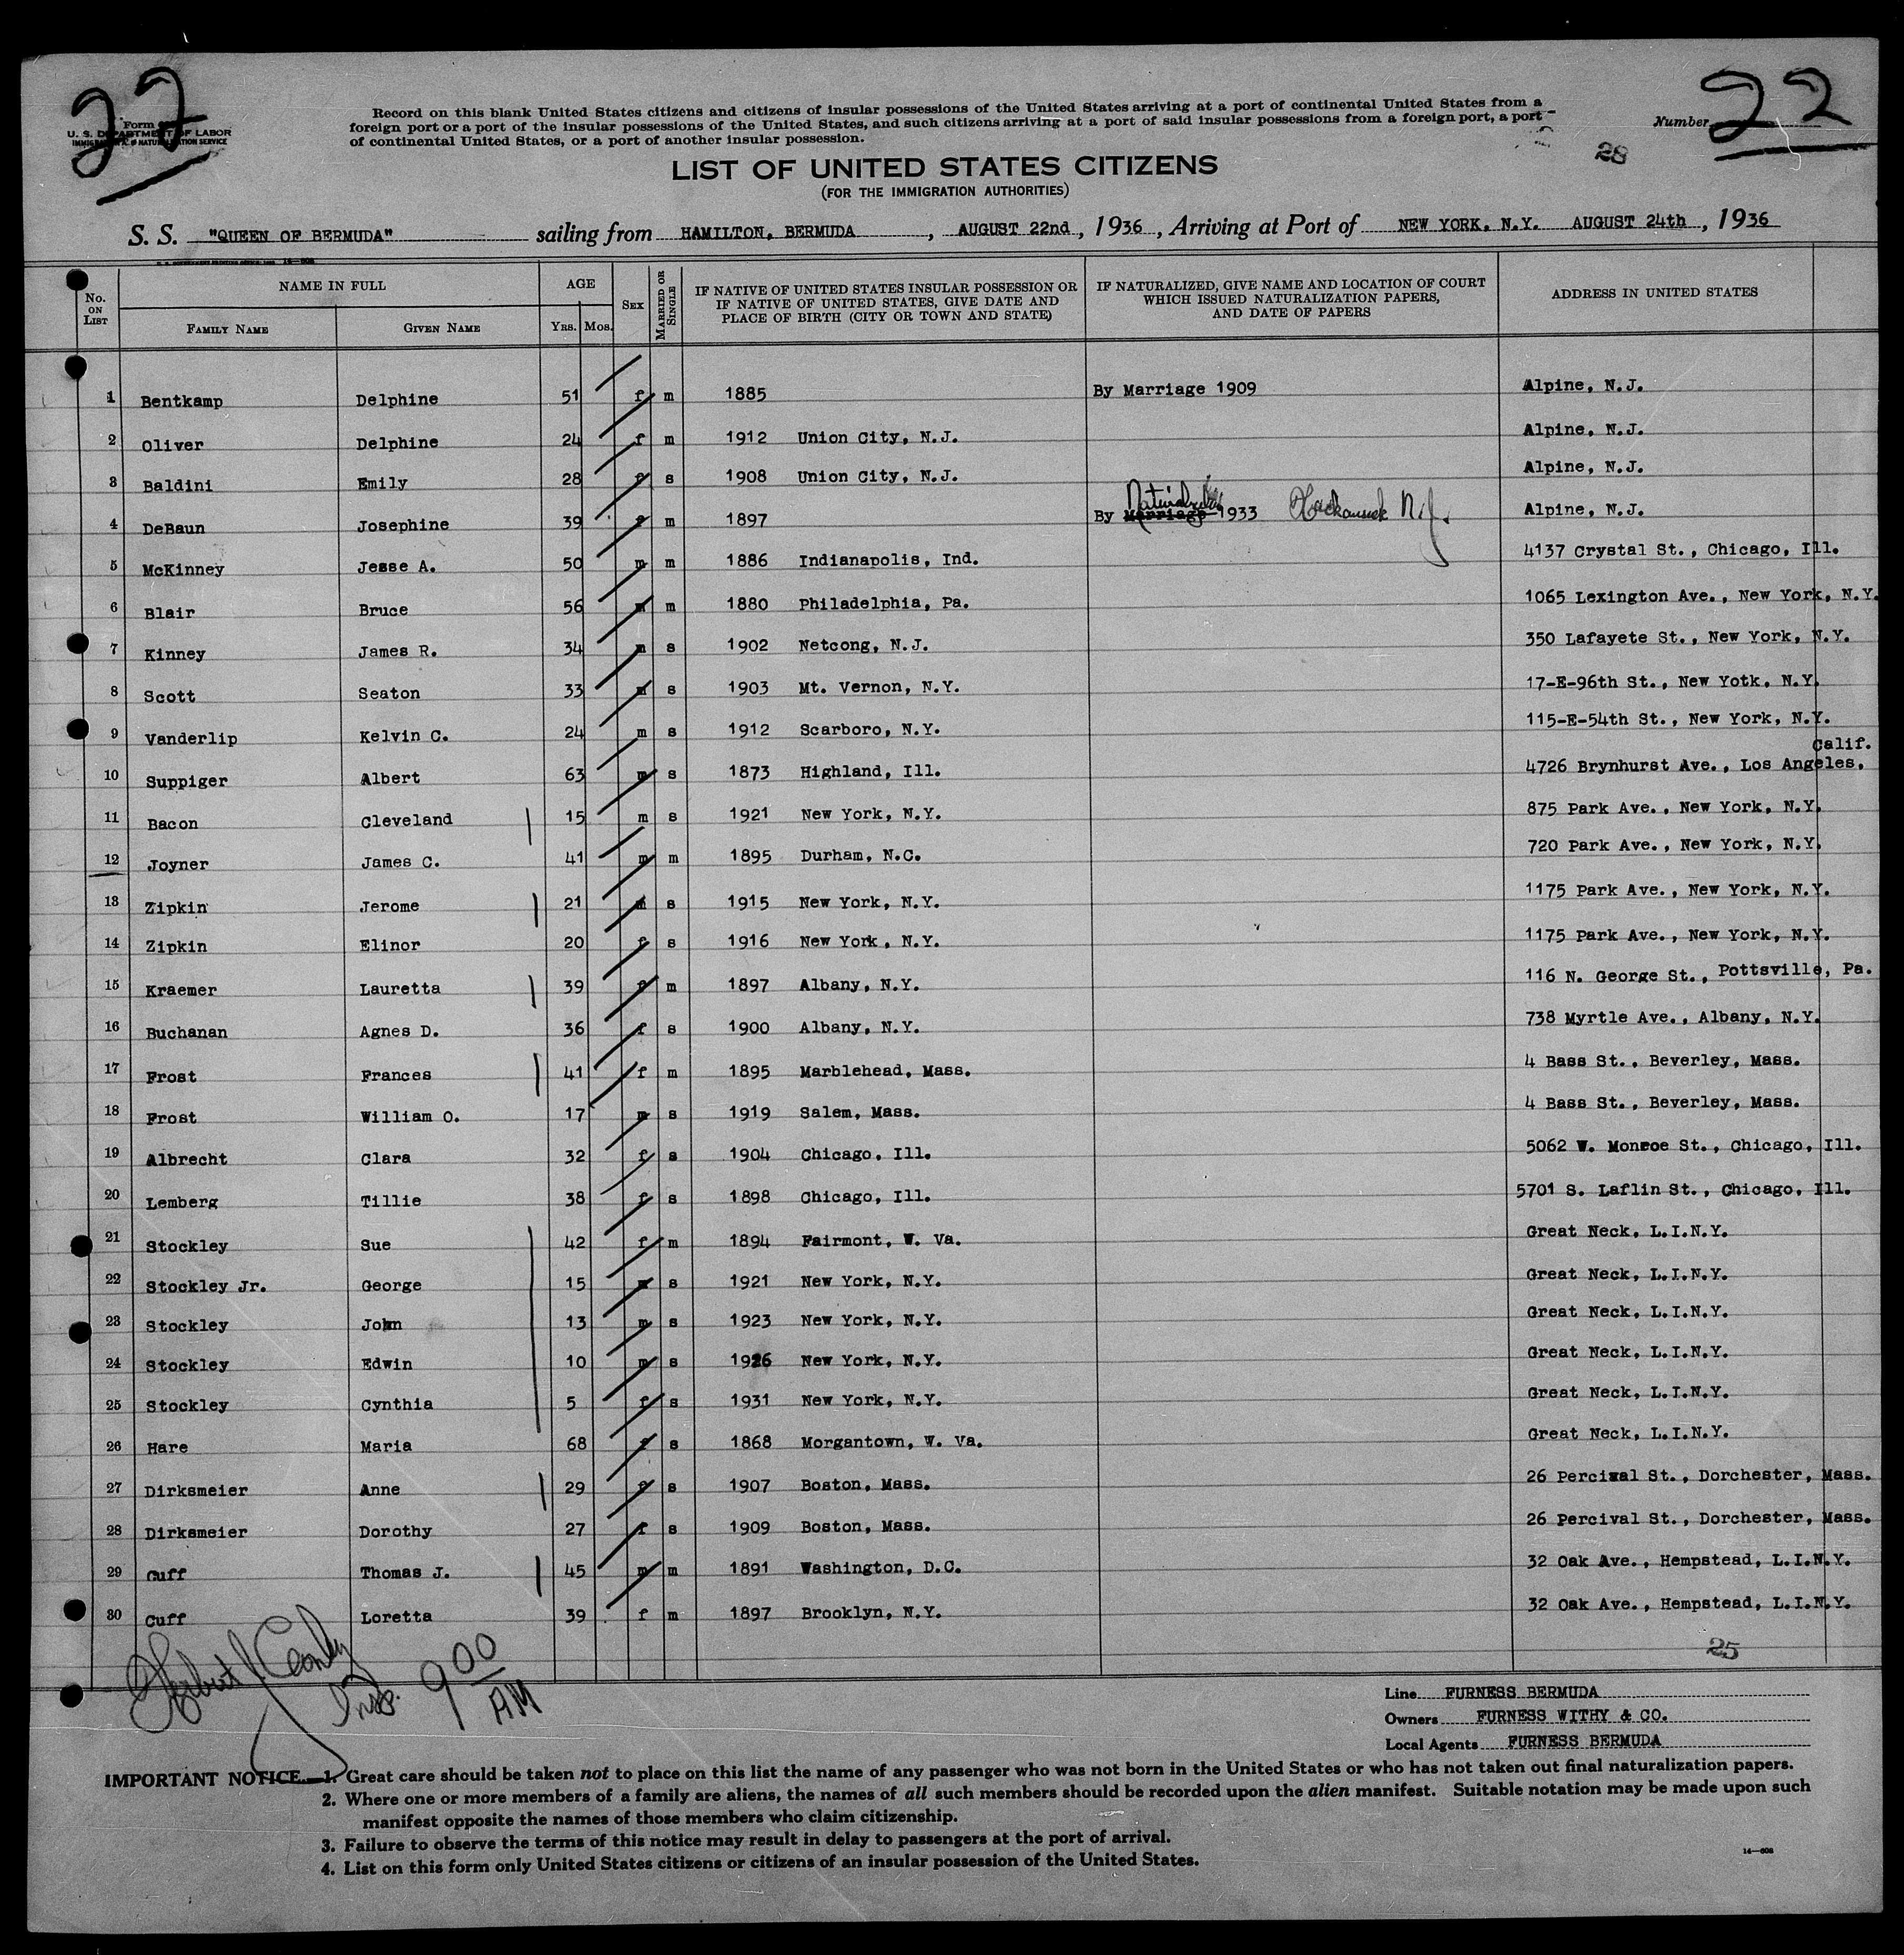 22
22
Form
U. S. DEPARTMENT OF LABOR
IMMIGRATION & NATURALIZATION SERVICE
Record on this blank United States citizens and citizens of insular possessions of the United States arriving at a port of continental United States from a
foreign port or a port of the insular possessions of the United States, and such citizens arriving at a port of said insular possessions from a foreign port, a port
of continental United States, or a port of another insular possession.
Number
28
LIST OF UNITED STATES CITIZENS
(FOR THE IMMIGRATION AUTHORITIES)
S. S. "QUEEN OF BERMUDA" sailing from HAMILTON, BERMUDA, AUGUST 22nd, 1936, Arriving at Port of NEW YORK, N.Y. AUGUST 24th, 1936
No. ON LIST NAME IN FULL FAMILY NAME GIVEN NAME AGE YRS. MOS. SEX MARRIED OR SINGLE IF NATIVE OF UNITED STATES INSULAR POSSESSION OR IF NATIVE OF UNITED STATES, GIVE DATE AND PLACE OF BIRTH (CITY OR TOWN AND STATE) IF NATURALIZED, GIVE NAME AND LOCATION OF COURT WHICH ISSUED NATURALIZATION PAPERS, AND DATE OF PAPERS ADDRESS IN UNITED STATES
1 Bentkamp Delphine 51 f m 1885 By Marriage 1909 Alpine, N.J.
2 Oliver Delphine 24 f m 1912 Union City, N.J. Alpine, N.J.
3 Baldini Emily 28 f s 1908 Union City, N.J. Alpine, N.J.
4 DeBaun Josephine 39 f m 1897 By Marriage 1933 Hackensack N.J. Alpine, N.J.
5 McKinney Jesse A. 50 m m 1886 Indianapolis, Ind. 4137 Crystal St., Chicago, Ill.
6 Blair Bruce 56 m m 1880 Philadelphia, Pa. 1065 Lexington Ave., New York, N.Y.
7 Kinney James R. 34 m s 1902 Netcong, N.J. 350 Lafayete St., New York, N.Y.
8 Scott Seaton 33 m s 1903 Mt. Vernon, N.Y. 17-E-96th St., New Yotk, N.Y.
9 Vanderlip Kelvin C. 24 m s 1912 Scarboro, N.Y. 115-E-54th St., New York, N.Y.
10 Suppiger Albert 63 m s 1873 Highland, Ill. 4726 Brynhurst Ave., Los Angeles, Calif.
11 Bacon Cleveland 15 m s 1921 New York, N.Y. 875 Park Ave., New York, N.Y.
12 Joyner James C. 41 m m 1895 Durham, N.C. 720 Park Ave., New York, N.Y.
13 Zipkin Jerome 21 m s 1915 New York, N.Y. 1175 Park Ave., New York, N.Y.
14 Zipkin Elinor 20 f s 1916 New York, N.Y. 1175 Park Ave., New York, N.Y.
15 Kraemer Lauretta 39 f m 1897 Albany, N.Y. 116 N. George St., Pottsville, Pa.
16 Buchanan Agnes D. 36 f s 1900 Albany, N.Y. 738 Myrtle Ave., Albany, N.Y.
17 Frost Frances 41 f m 1895 Marblehead, Mass. 4 Bass St., Beverley, Mass.
18 Frost William O. 17 m s 1919 Salem, Mass. 4 Bass St., Beverley, Mass.
19 Albrecht Clara 32 f s 1904 Chicago, Ill. 5062 W. Monroe St., Chicago, Ill.
20 Lemberg Tillie 38 f s 1898 Chicago, Ill. 5701 S. Laflin St., Chicago, Ill.
21 Stockley Sue 42 f m 1894 Fairmont, W. Va. Great Neck, L.I.N.Y.
22 Stockley Jr. George 15 m s 1921 New York, N.Y. Great Neck, L.I.N.Y.
23 Stockley John 13 m s 1923 New York, N.Y. Great Neck, L.I.N.Y.
24 Stockley Edwin 10 m s 1926 New York, N.Y. Great Neck, L.I.N.Y.
25 Stockley Cynthia 5 f s 1931 New York, N.Y. Great Neck, L.I.N.Y.
26 Hare Maria 68 f s 1868 Morgantown, W. Va. Great Neck, L.I.N.Y.
27 Dirksmeier Anne 29 f s 1907 Boston, Mass. 26 Percival St., Dorchester, Mass.
28 Dirksmeier Dorothy 27 f s 1909 Boston, Mass. 26 Percival St., Dorchester, Mass.
29 Cuff Thomas J. 45 m m 1891 Washington, D.C. 32 Oak Ave., Hempstead, L.I.N.Y.
30 Cuff Loretta 39 f m 1897 Brooklyn, N.Y. 32 Oak Ave., Hempstead, L.I.N.Y.
25
9 00 AM
Line FURNESS BERMUDA
Owners FURNESS WITHY & CO.
Local Agents FURNESS BERMUDA
IMPORTANT NOTICE.—1. Great care should be taken not to place on this list the name of any passenger who was not born in the United States or who has not taken out final naturalization papers.
2. Where one or more members of a family are aliens, the names of all such members should be recorded upon the alien manifest. Suitable notation may be made upon such
manifest opposite the names of those members who claim citizenship.
3. Failure to observe the terms of this notice may result in delay to passengers at the port of arrival.
4. List on this form only United States citizens or citizens of an insular possession of the United States.
14—608